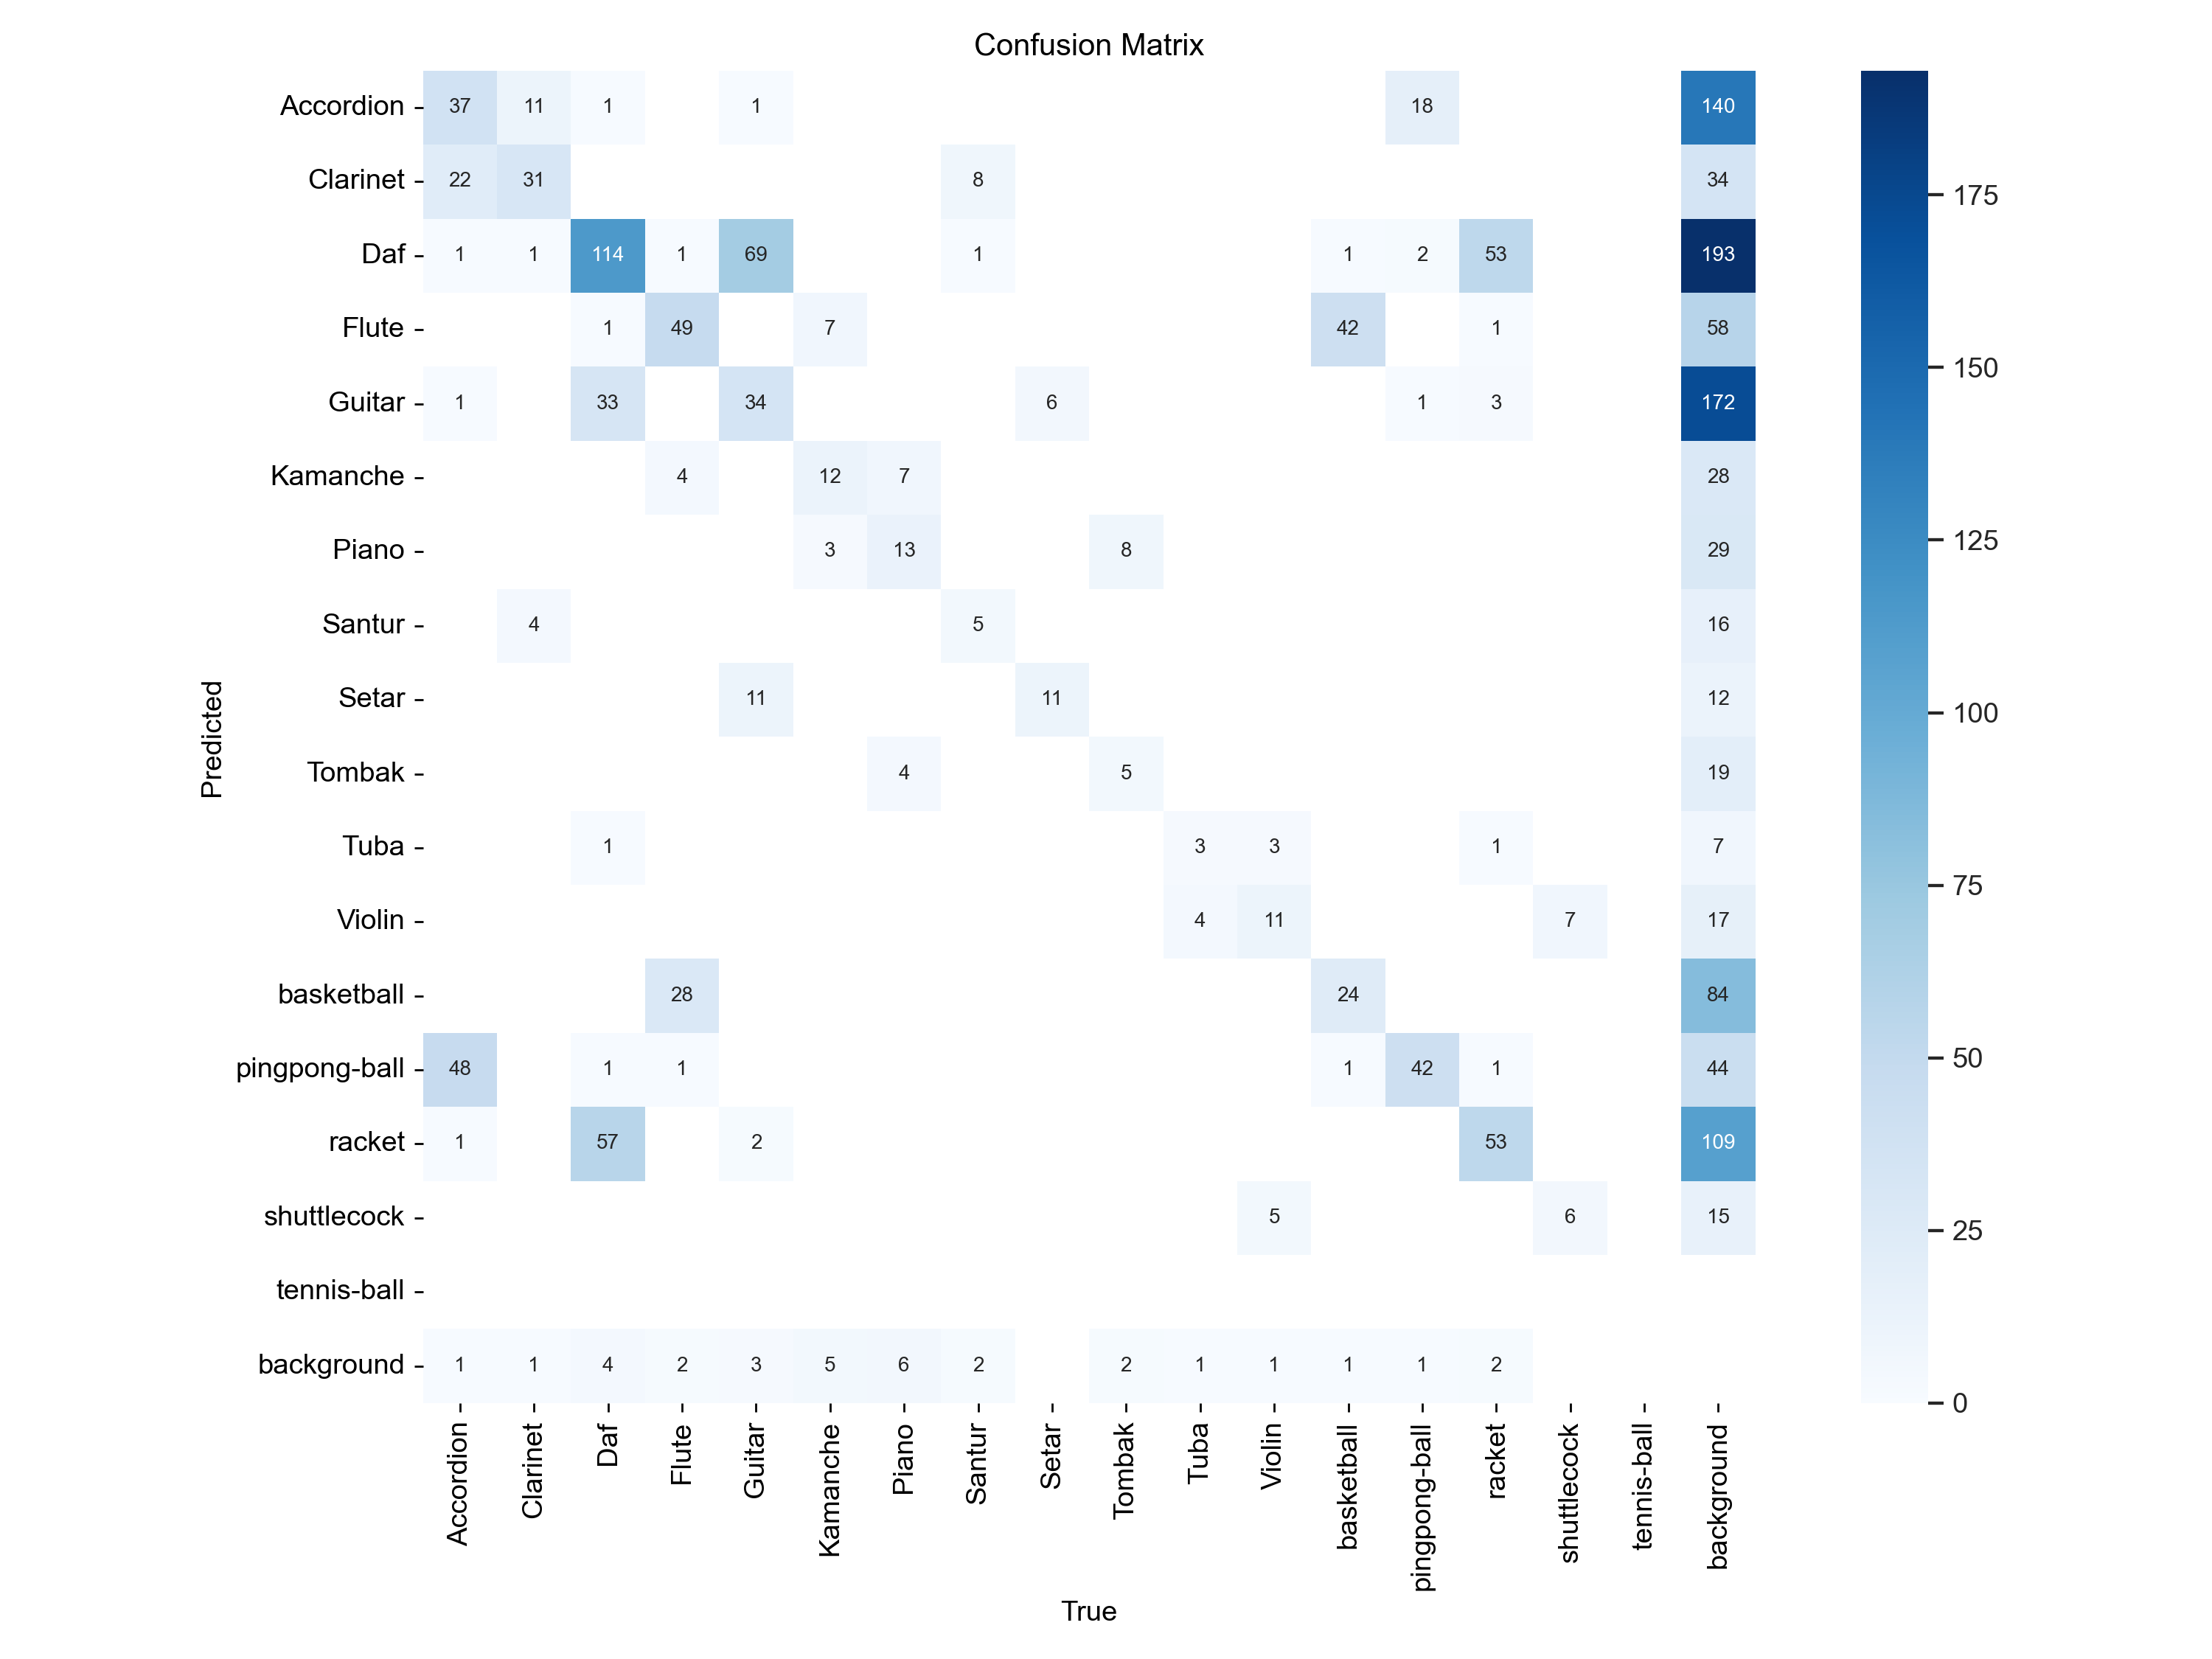 Confusion Matrix
Accordion 37 11 1 1 18 140
Clarinet 22 31 8 34
Daf 1 1 114 1 69 1 1 2 53 193
Flute 1 49 7 42 1 58
Guitar 1 33 34 6 1 3 172
Kamanche 4 12 7 28
Piano 3 13 8 29
Santur 4 5 16
Setar 11 11 12
Tombak 4 5 19
Tuba 1 3 3 1 7
Violin 4 11 7 17
basketball 28 24 84
pingpong-ball 48 1 1 1 42 1 44
racket 1 57 2 53 109
shuttlecock 5 6 15
tennis-ball
background 1 1 4 2 3 5 6 2 2 1 1 1 1 2
Predicted
Accordion
Clarinet
Daf
Flute
Guitar
Kamanche
Piano
Santur
Setar
Tombak
Tuba
Violin
basketball
pingpong-ball
racket
shuttlecock
tennis-ball
background
True
175
150
125
100
75
50
25
0